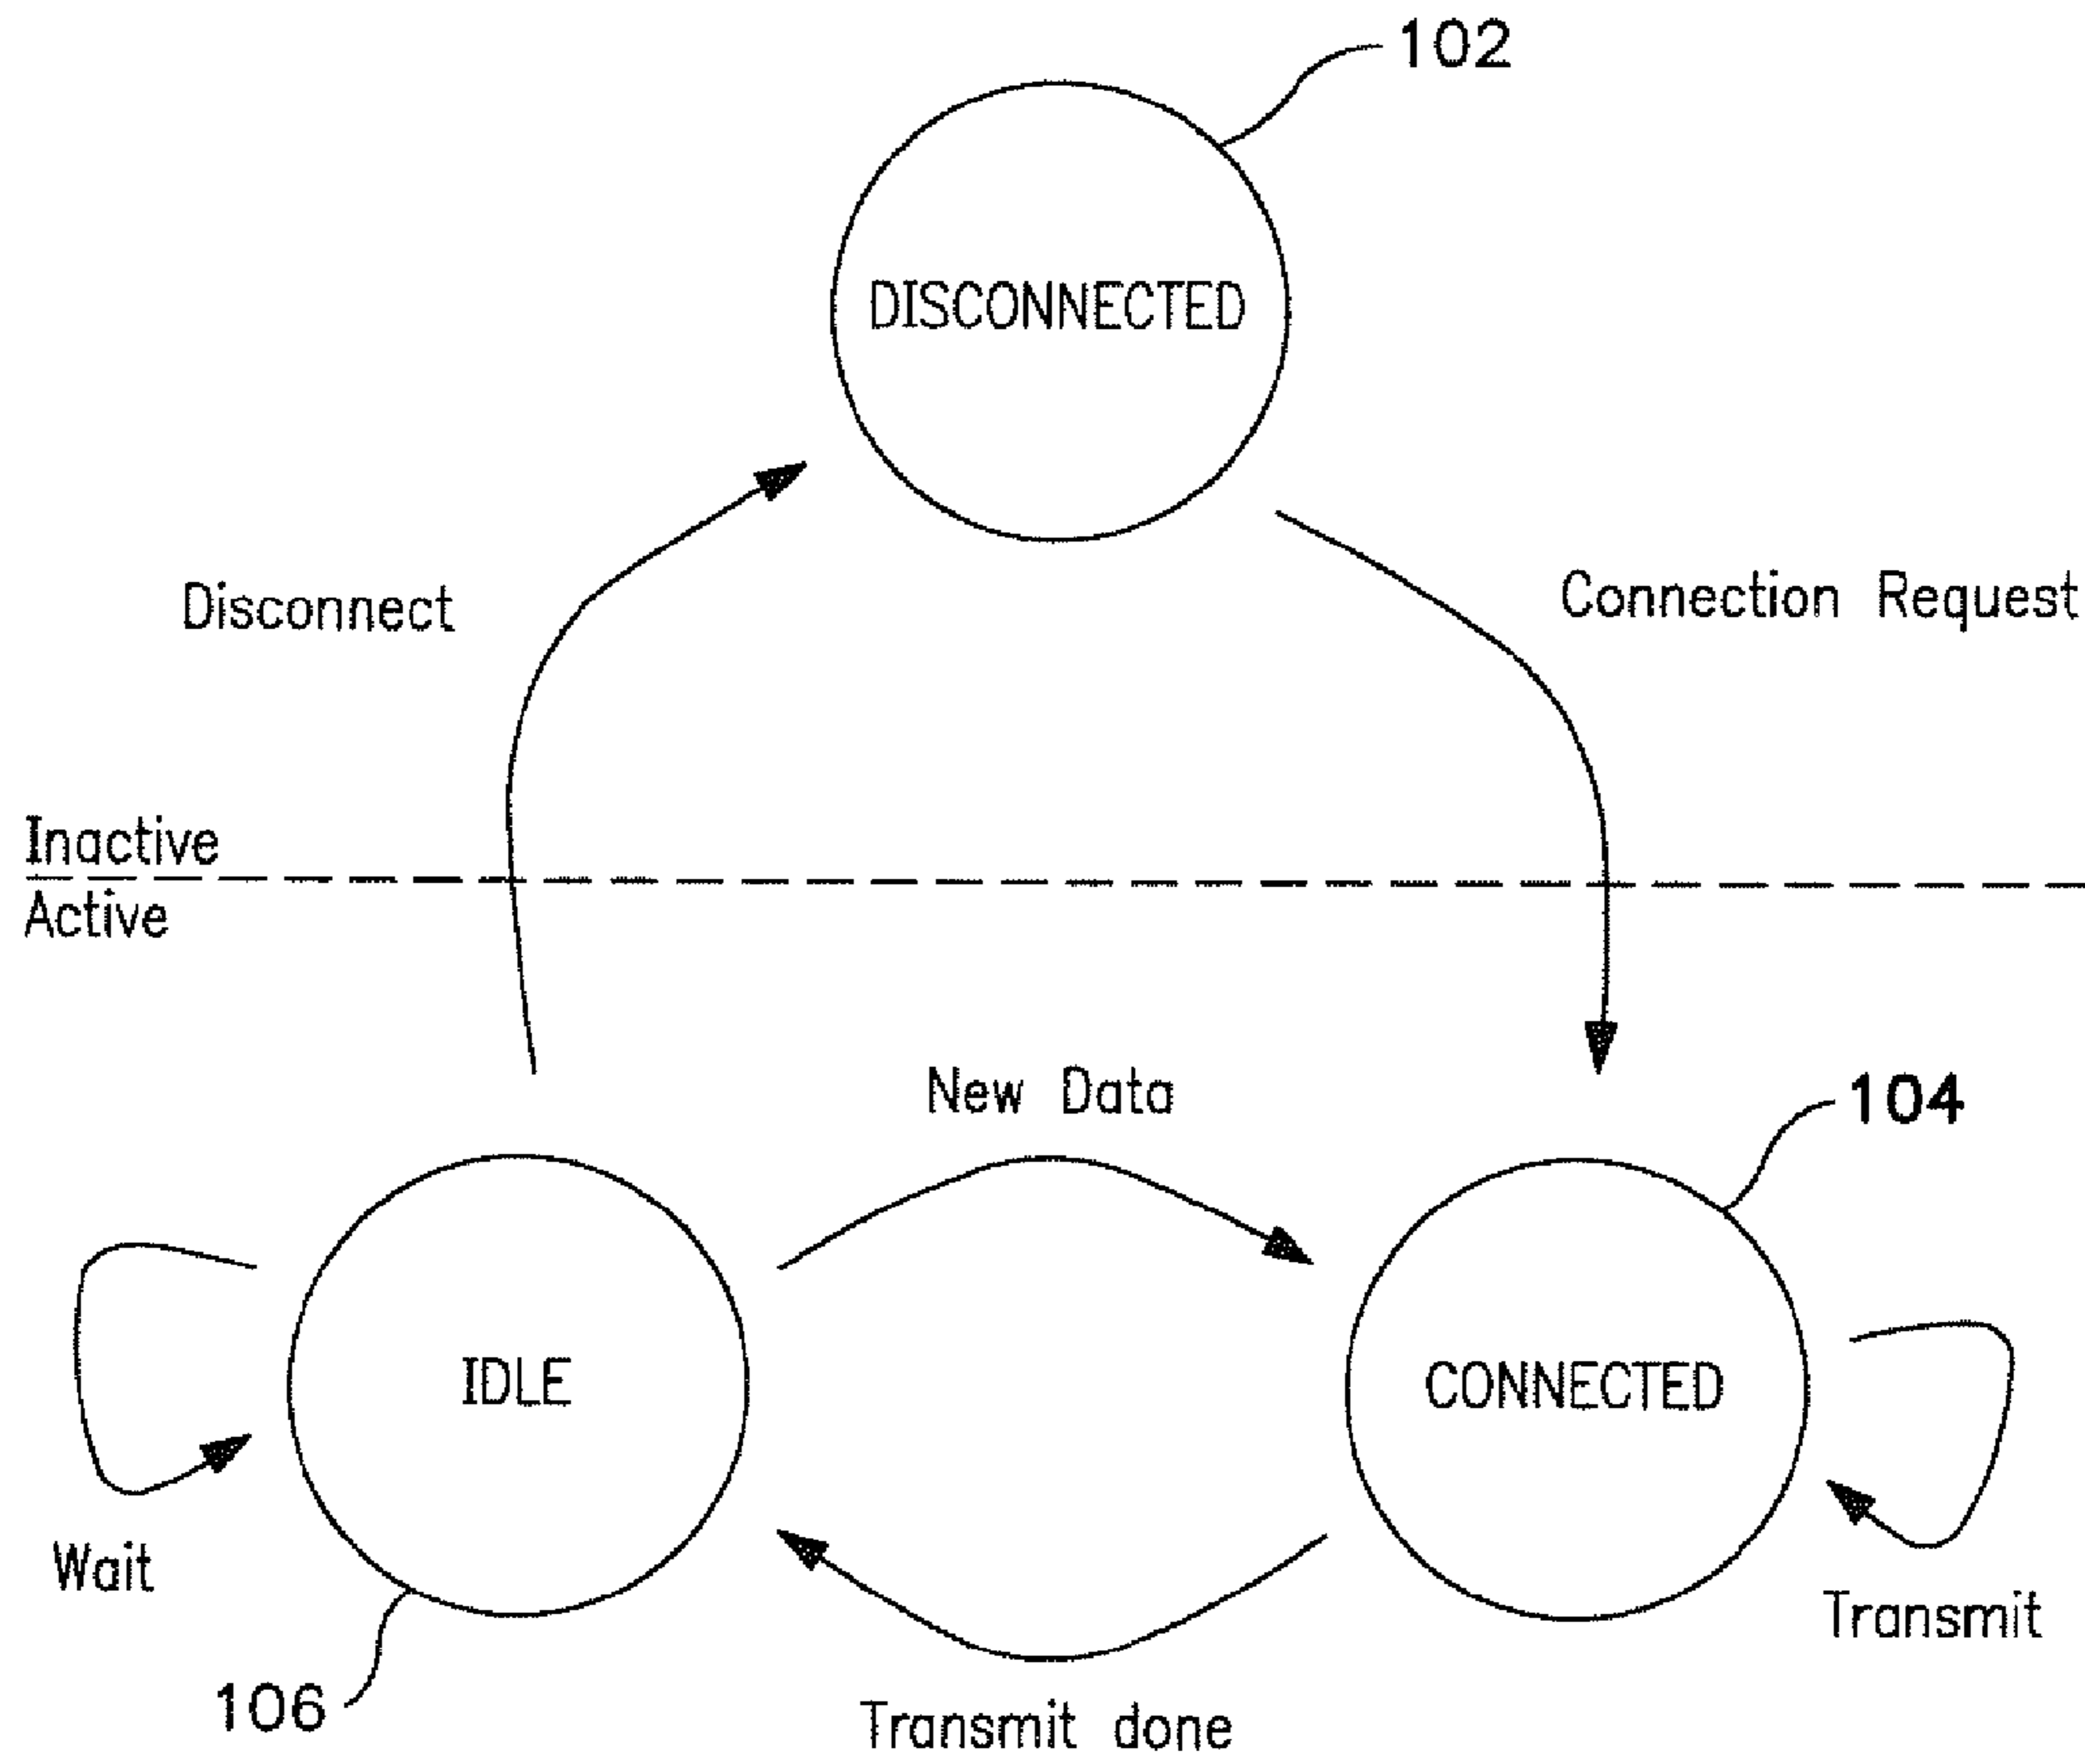 102
DISCONNECTED
Disconnect
Connection Request
Inactive
Active
New Data
104
IDLE
CONNECTED
Wait
Transmit
106
Transmit done